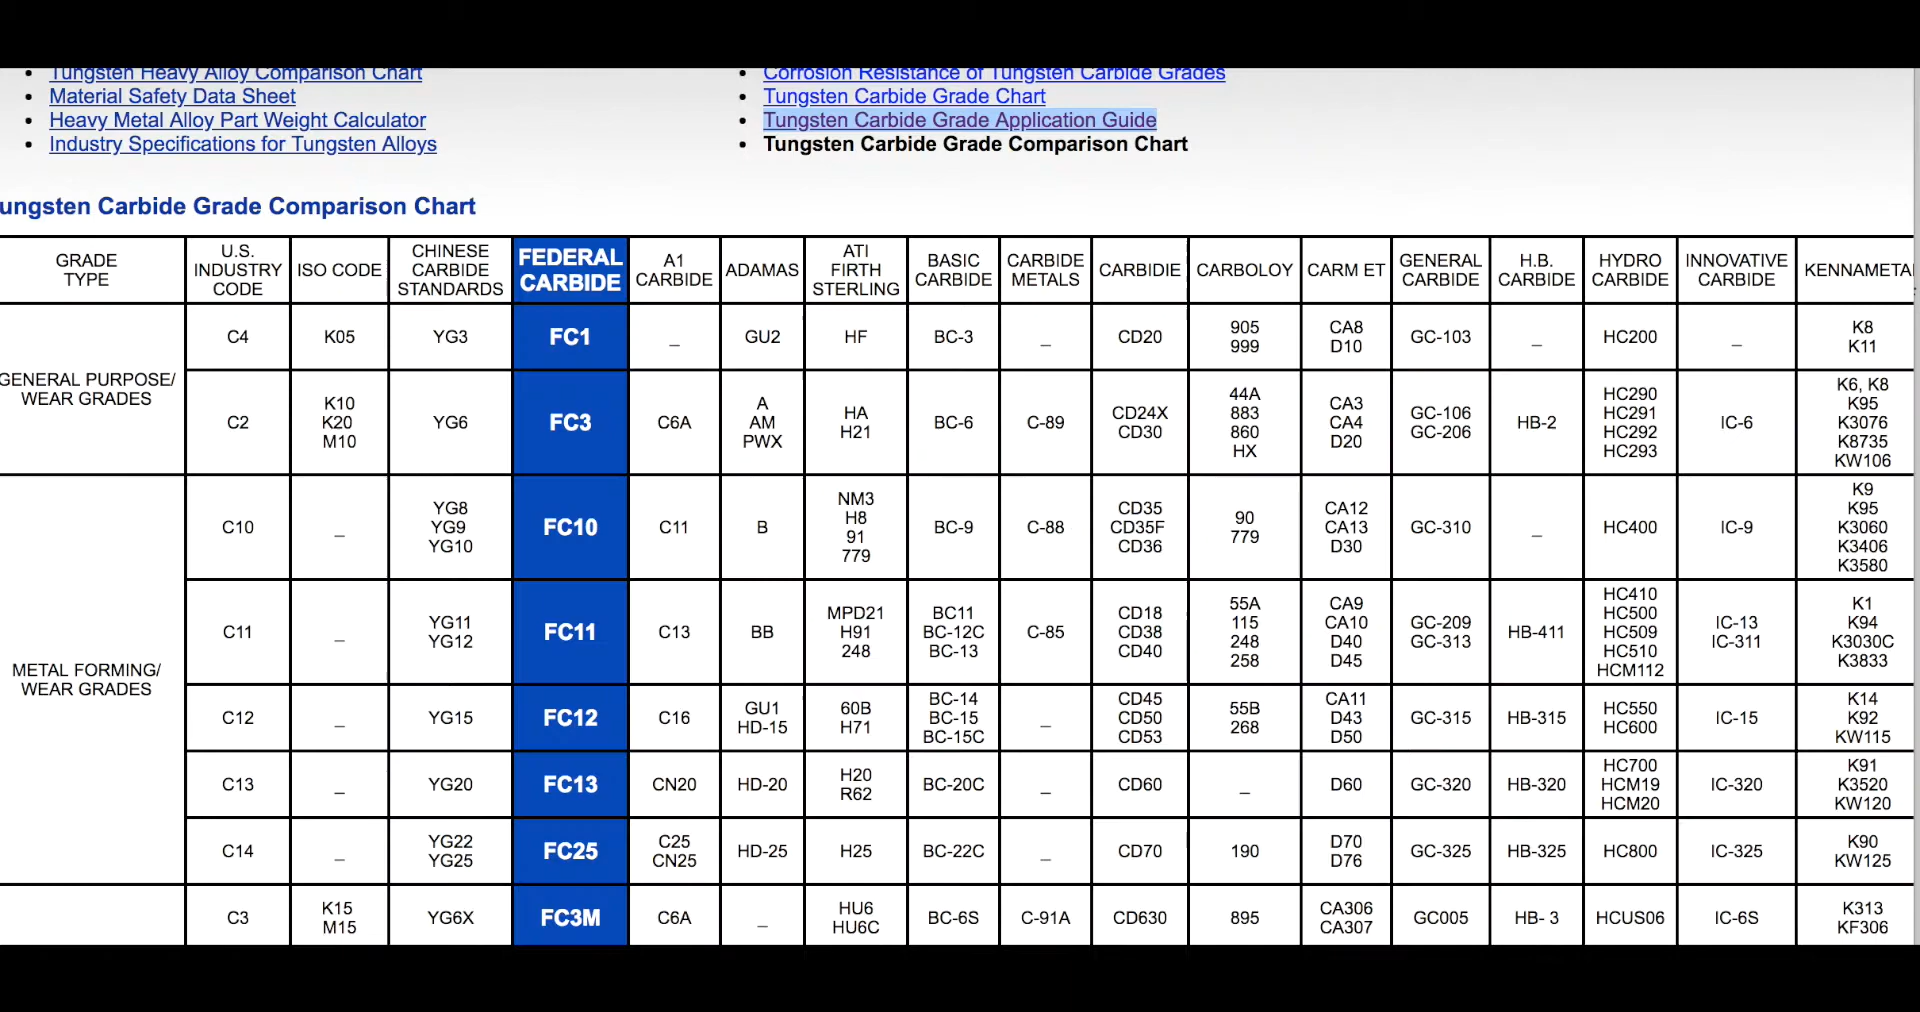 Tungsten Heavy Alloy Comparison Chart
Material Safety Data Sheet
Heavy Metal Alloy Part Weight Calculator
Industry Specifications for Tungsten Alloys
Corrosion Resistance of Tungsten Carbide Grades
Tungsten Carbide Grade Chart
Tungsten Carbide Grade Application Guide
Tungsten Carbide Grade Comparison Chart
ungsten Carbide Grade Comparison Chart
GRADE
TYPE
U.S.
INDUSTRY
CODE
ISO CODE
CHINESE
CARBIDE
STANDARDS
FEDERAL
CARBIDE
A1
CARBIDE
ADAMAS
ATI
FIRTH
STERLING
BASIC
CARBIDE
CARBIDE
METALS
CARBIDIE
CARBOLOY
CARM ET
GENERAL
CARBIDE
H.B.
CARBIDE
HYDRO
CARBIDE
INNOVATIVE
CARBIDE
KENNAMETA
GENERAL PURPOSE/
WEAR GRADES
C4
K05
YG3
FC1
_
GU2
HF
BC-3
_
CD20
905
999
CA8
D10
GC-103
_
HC200
_
K8
K11
C2
K10
K20
M10
YG6
FC3
C6A
A
AM
PWX
HA
H21
BC-6
C-89
CD24X
CD30
44A
883
860
HX
CA3
CA4
D20
GC-106
GC-206
HB-2
HC290
HC291
HC292
HC293
IC-6
K6, K8
K95
K3076
K8735
KW106
METAL FORMING/
WEAR GRADES
C10
_
YG8
YG9
YG10
FC10
C11
B
NM3
H8
91
779
BC-9
C-88
CD35
CD35F
CD36
90
779
CA12
CA13
D30
GC-310
_
HC400
IC-9
K9
K95
K3060
K3406
K3580
C11
_
YG11
YG12
FC11
C13
BB
MPD21
H91
248
BC11
BC-12C
BC-13
C-85
CD18
CD38
CD40
55A
115
248
258
CA9
CA10
D40
D45
GC-209
GC-313
HB-411
HC410
HC500
HC509
HC510
HCM112
IC-13
IC-311
K1
K94
K3030C
K3833
C12
_
YG15
FC12
C16
GU1
HD-15
60B
H71
BC-14
BC-15
BC-15C
_
CD45
CD50
CD53
55B
268
CA11
D43
D50
GC-315
HB-315
HC550
HC600
IC-15
K14
K92
KW115
C13
_
YG20
FC13
CN20
HD-20
H20
R62
BC-20C
_
CD60
_
D60
GC-320
HB-320
HC700
HCM19
HCM20
IC-320
K91
K3520
KW120
C14
_
YG22
YG25
FC25
C25
CN25
HD-25
H25
BC-22C
_
CD70
190
D70
D76
GC-325
HB-325
HC800
IC-325
K90
KW125
C3
K15
M15
YG6X
FC3M
C6A
_
HU6
HU6C
BC-6S
C-91A
CD630
895
CA306
CA307
GC005
HB- 3
HCUS06
IC-6S
K313
KF306